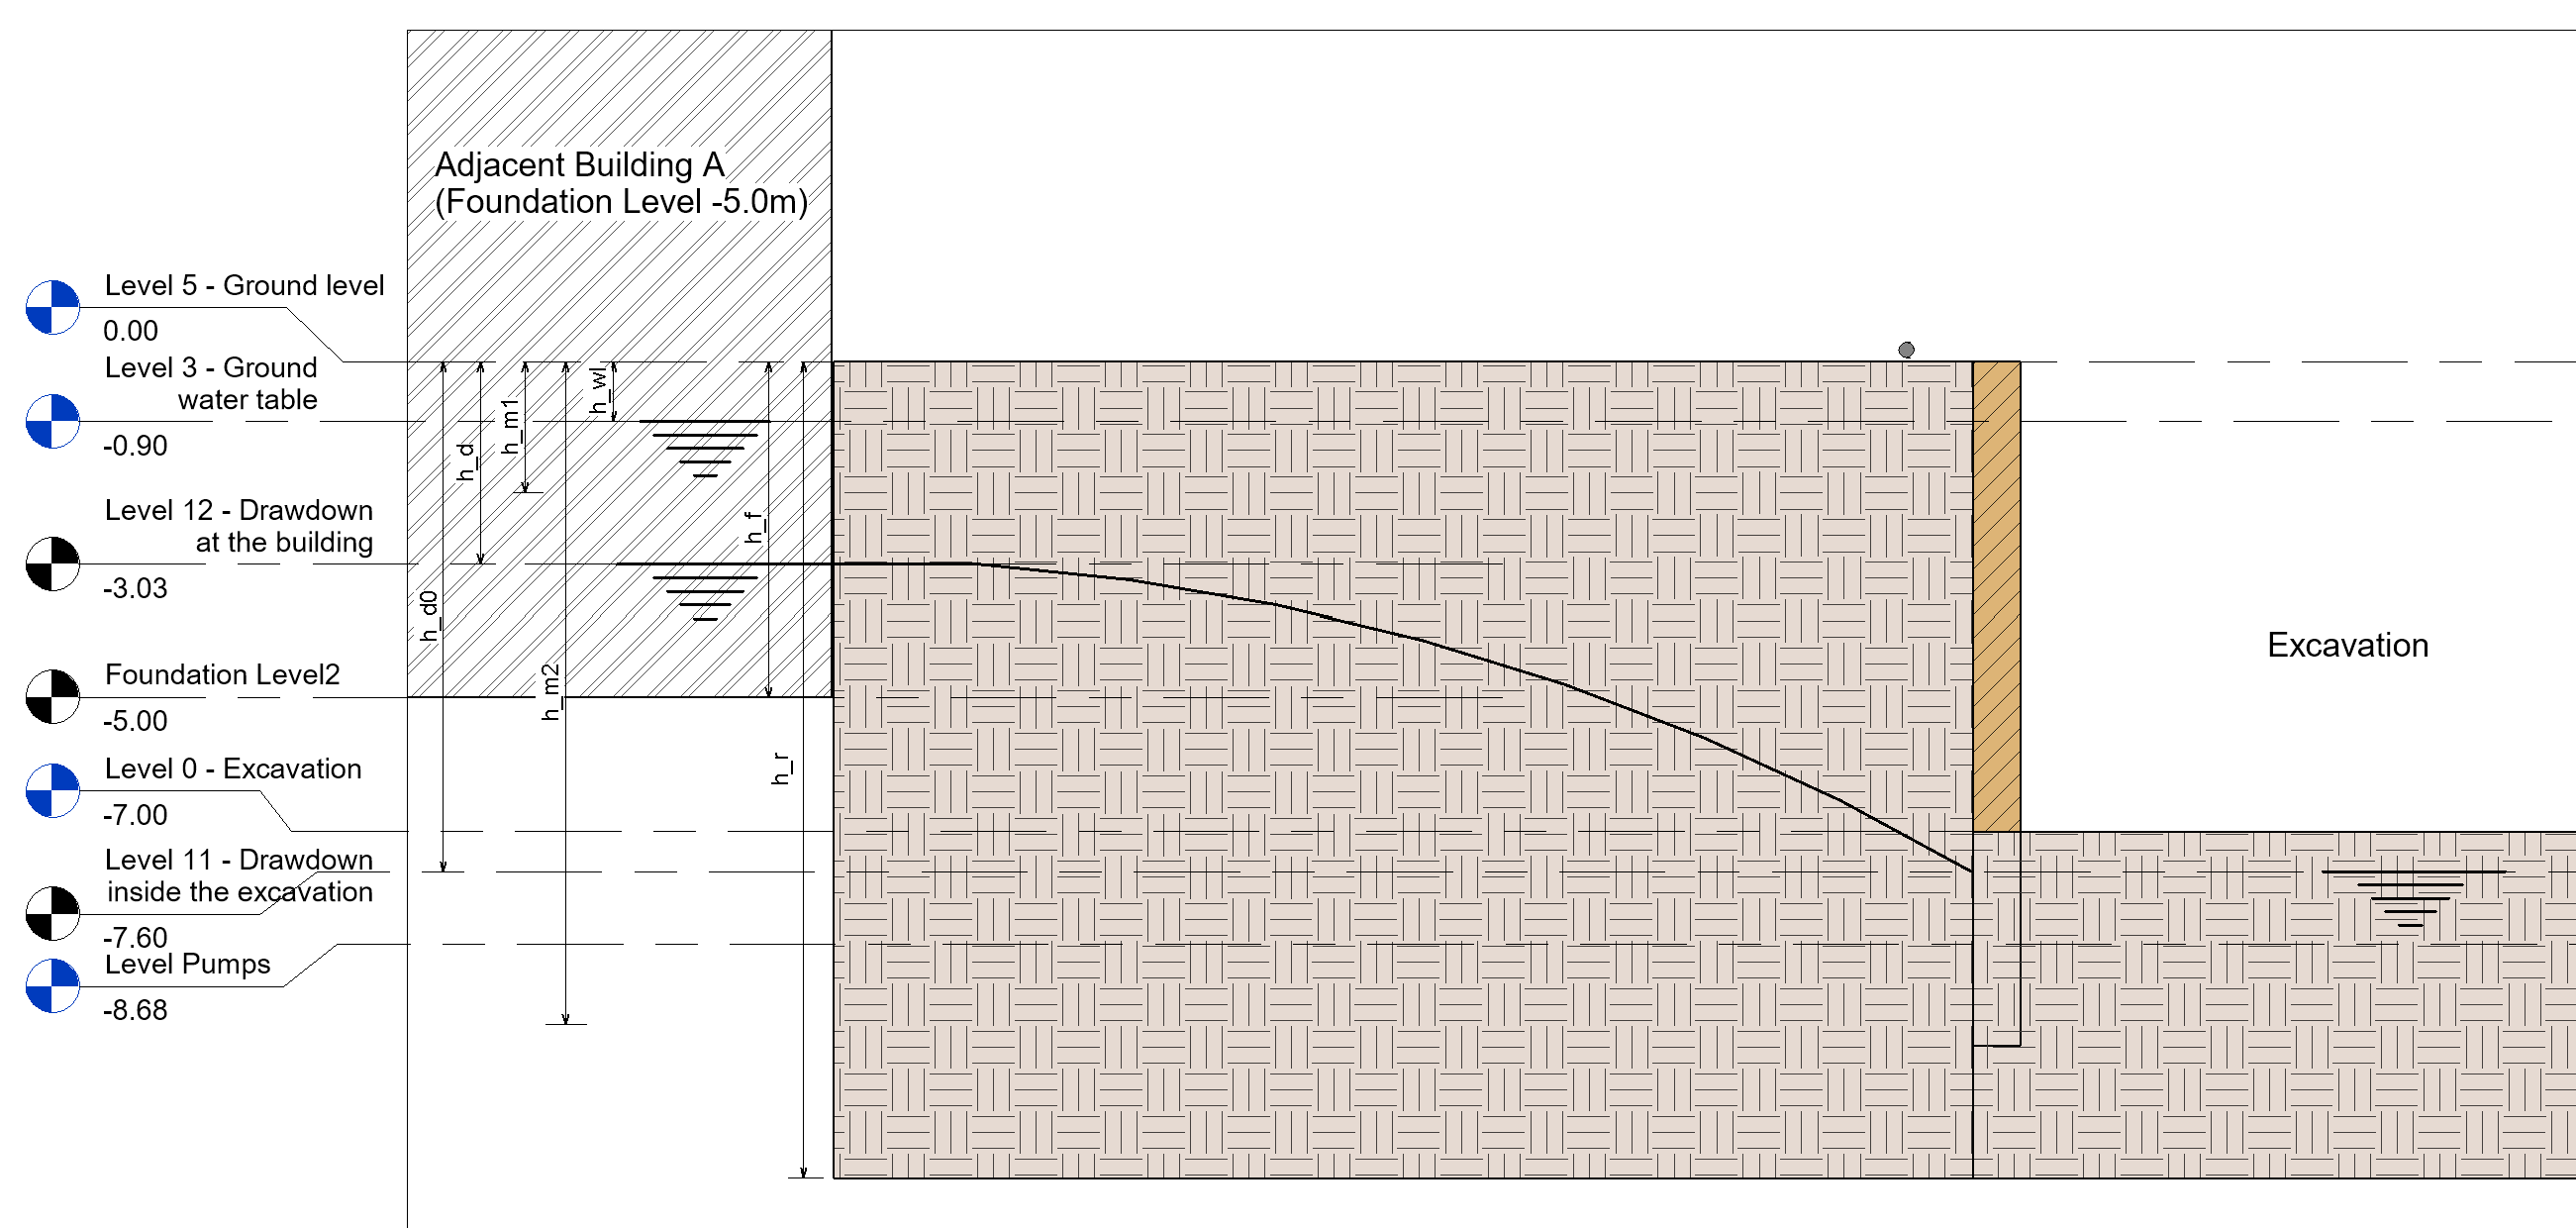 Adjacent Building A
(Foundation Level -5.0m)
Level 5 - Ground level
0.00
Level 3 - Ground
water table
-0.90
Level 12 - Drawdown
at the building
-3.03
Foundation Level2
-5.00
Level 0 - Excavation
-7.00
Level 11 - Drawdown
inside the excavation
-7.60
Level Pumps
-8.68
h_d0
h_d
h_m1
h_m2
h_wl
h_f
h_r
Excavation